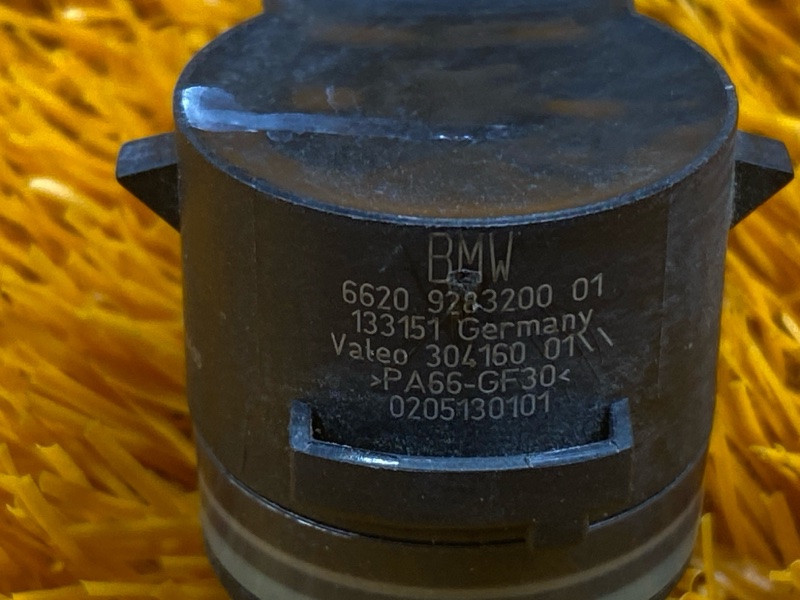 BMW
6620 9283200 01
133151 Germany
Valeo 304160 01
>PA66-GF30<
0205130101